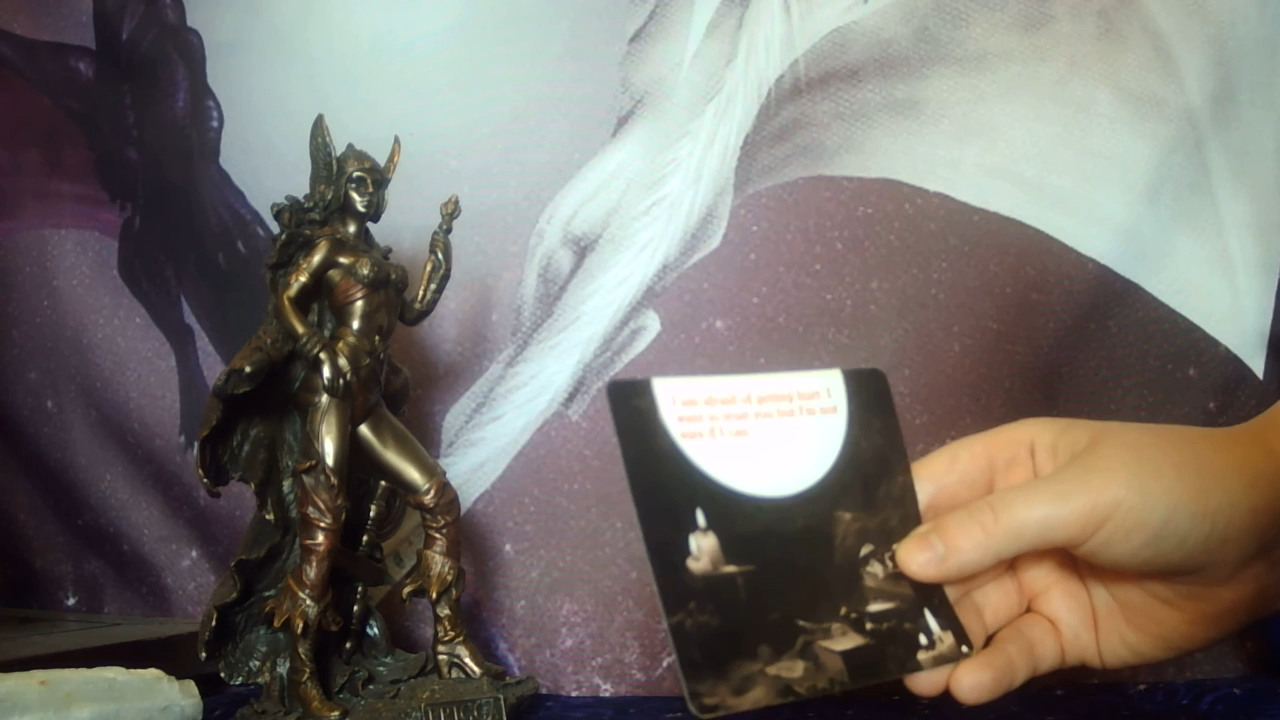 I am afraid of getting hurt I
want to trust you but I'm not
sure if I can